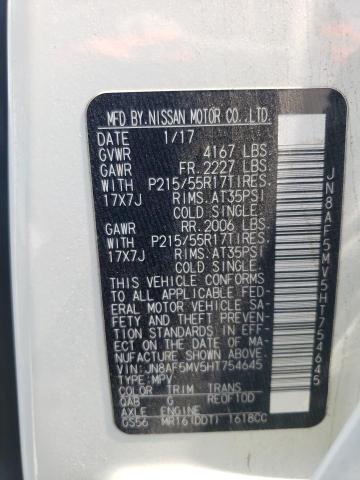 MFD BY. NISSAN MOTOR CO., LTD.
DATE 1/17
GVWR 4167 LBS
GAWR FR. 2227 LBS
WITH P215/55R17TIRES.
17X7J RIMS. AT35PSI
COLD SINGLE.
GAWR RR. 2006 LBS
WITH P215/55R17TIRES.
17X7J RIMS. AT35PSI
COLD SINGLE.
THIS VEHICLE CONFORMS
TO ALL APPLICABLE FED-
ERAL MOTOR VEHICLE SA-
FETY AND THEFT PREVEN-
TION STANDARDS IN EFF-
ECT ON THE DATE OF MA-
NUFACTURE SHOWN ABOVE.
VIN: JN8AF5MV5HT754645
TYPE:MPV
COLOR TRIM TRANS
QAB G RE0F10D
AXLE ENGINE
GS56 MR16(DDT) 1618CC
JN8AF5MV5HT754645